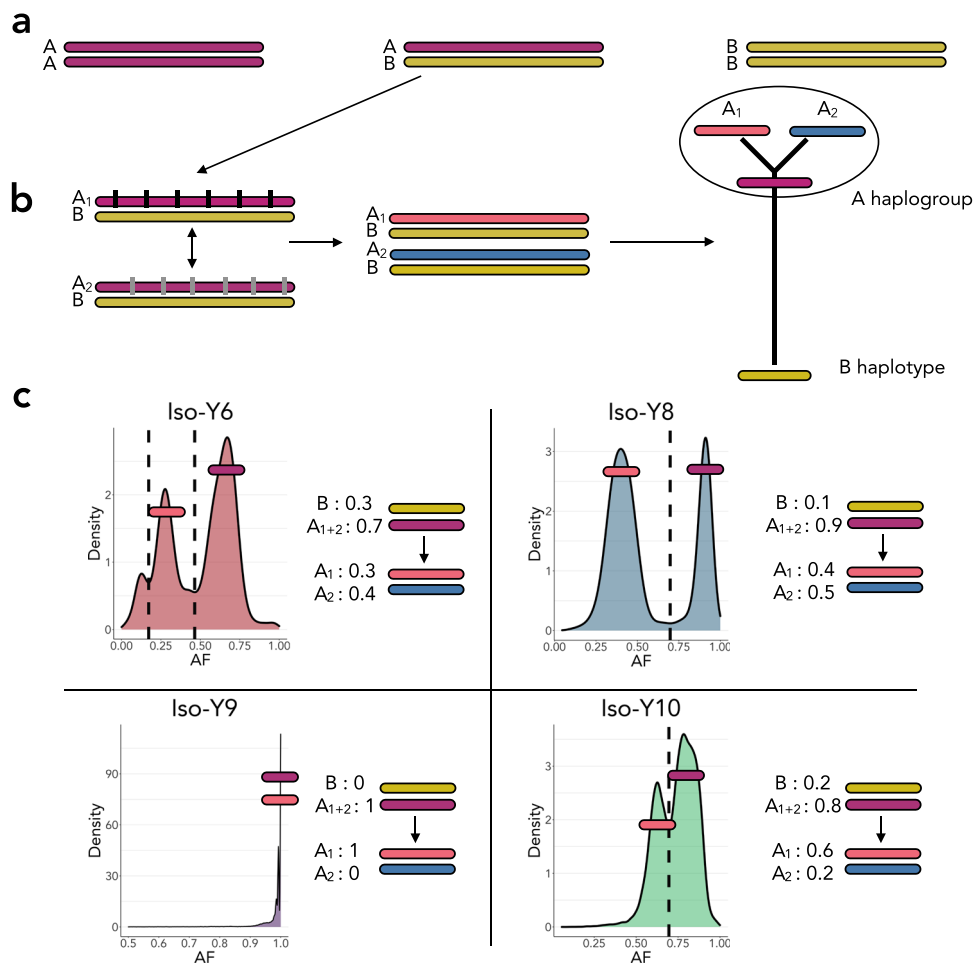 a
A
A
A
B
B
B
A1
A2
A haplogroup
B haplotype
b
A1
B
A2
B
A1
B
A2
B
c
Iso-Y6
Density
2
1
0
0.00 0.25 0.50 0.75 1.00
AF
B : 0.3
A1+2 : 0.7
A1 : 0.3
A2 : 0.4
Iso-Y8
Density
3
2
1
0
0.00 0.25 0.50 0.75 1.00
AF
B : 0.1
A1+2 : 0.9
A1 : 0.4
A2 : 0.5
Iso-Y9
Density
90
60
30
0
0.5 0.6 0.7 0.8 0.9 1.0
AF
B : 0
A1+2 : 1
A1 : 1
A2 : 0
Iso-Y10
Density
3
2
1
0
0.25 0.50 0.75 1.00
AF
B : 0.2
A1+2 : 0.8
A1 : 0.6
A2 : 0.2